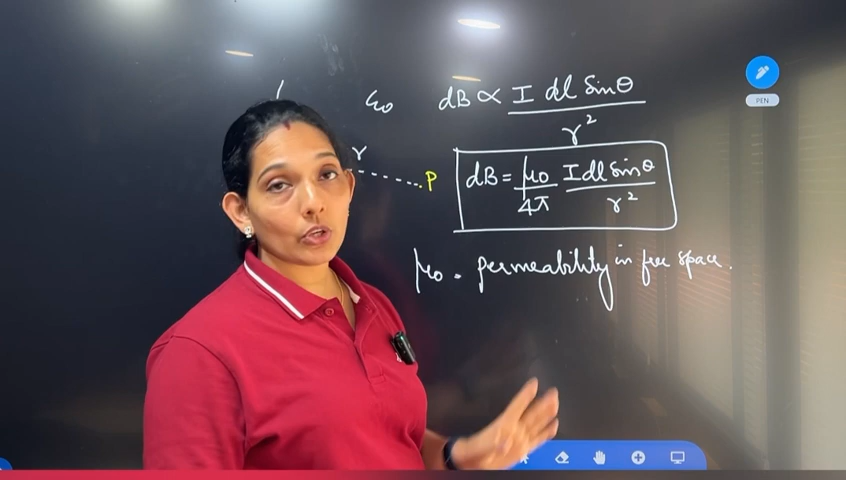 ε₀ dB ∝ I dl Sinθ / r²
r
P
dB = μ₀/4π I dl Sinθ / r²
μ₀ - permeability in free space.
PEN